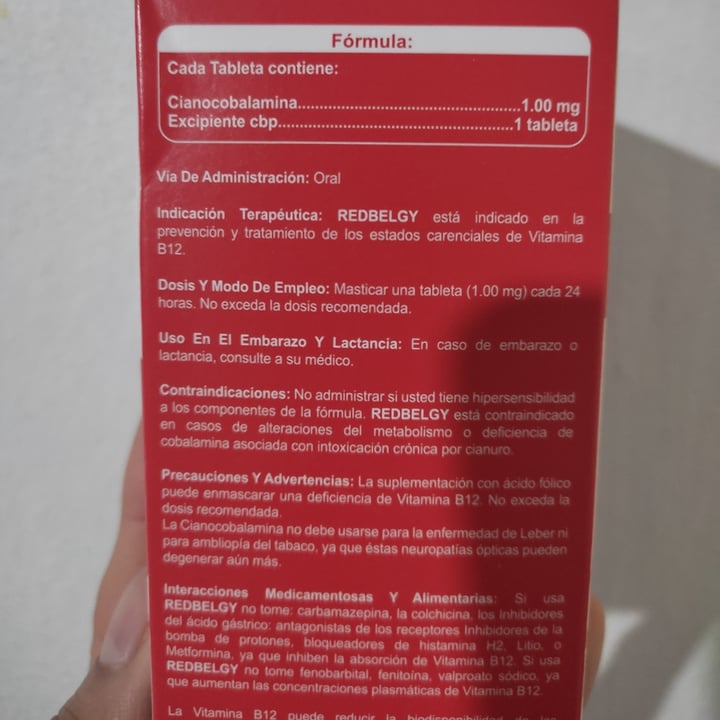 Fórmula:
Cada Tableta contiene:
Cianocobalamina..................................................1.00 mg
Excipiente cbp......................................................1 tableta
Vía De Administración: Oral
Indicación Terapéutica: REDBELGY está indicado en la
prevención y tratamiento de los estados carenciales de Vitamina
B12.
Dosis Y Modo De Empleo: Masticar una tableta (1.00 mg) cada 24
horas. No exceda la dosis recomendada.
Uso En El Embarazo Y Lactancia: En caso de embarazo o
lactancia, consulte a su médico.
Contraindicaciones: No administrar si usted tiene hipersensibilidad
a los componentes de la fórmula. REDBELGY está contraindicado
en casos de alteraciones del metabolismo o deficiencia de
cobalamina asociada con intoxicación crónica por cianuro.
Precauciones Y Advertencias: La suplementación con ácido fólico
puede enmascarar una deficiencia de Vitamina B12. No exceda la
dosis recomendada.
La Cianocobalamina no debe usarse para la enfermedad de Leber ni
para ambliopía del tabaco, ya que éstas neuropatías ópticas pueden
degenerar aún más.
Interacciones Medicamentosas Y Alimentarias: Si usa
REDBELGY no tome: carbamazepina, la colchicina, los Inhibidores
del ácido gástrico: antagonistas de los receptores Inhibidores de la
bomba de protones, bloqueadores de histamina H2, Litio, o
Metformina, ya que inhiben la absorción de Vitamina B12. Si usa
REDBELGY no tome fenobarbital, fenitoína, valproato sódico, ya
que aumentan las concentraciones plasmáticas de Vitamina B12.
La Vitamina B12 puede reducir la biodisponibilidad de los